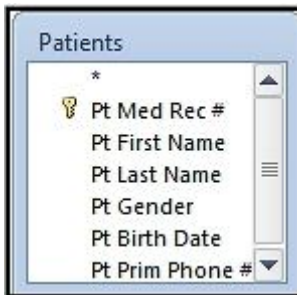 Patients
*
Pt Med Rec #
Pt First Name
Pt Last Name
Pt Gender
Pt Birth Date
Pt Prim Phone #